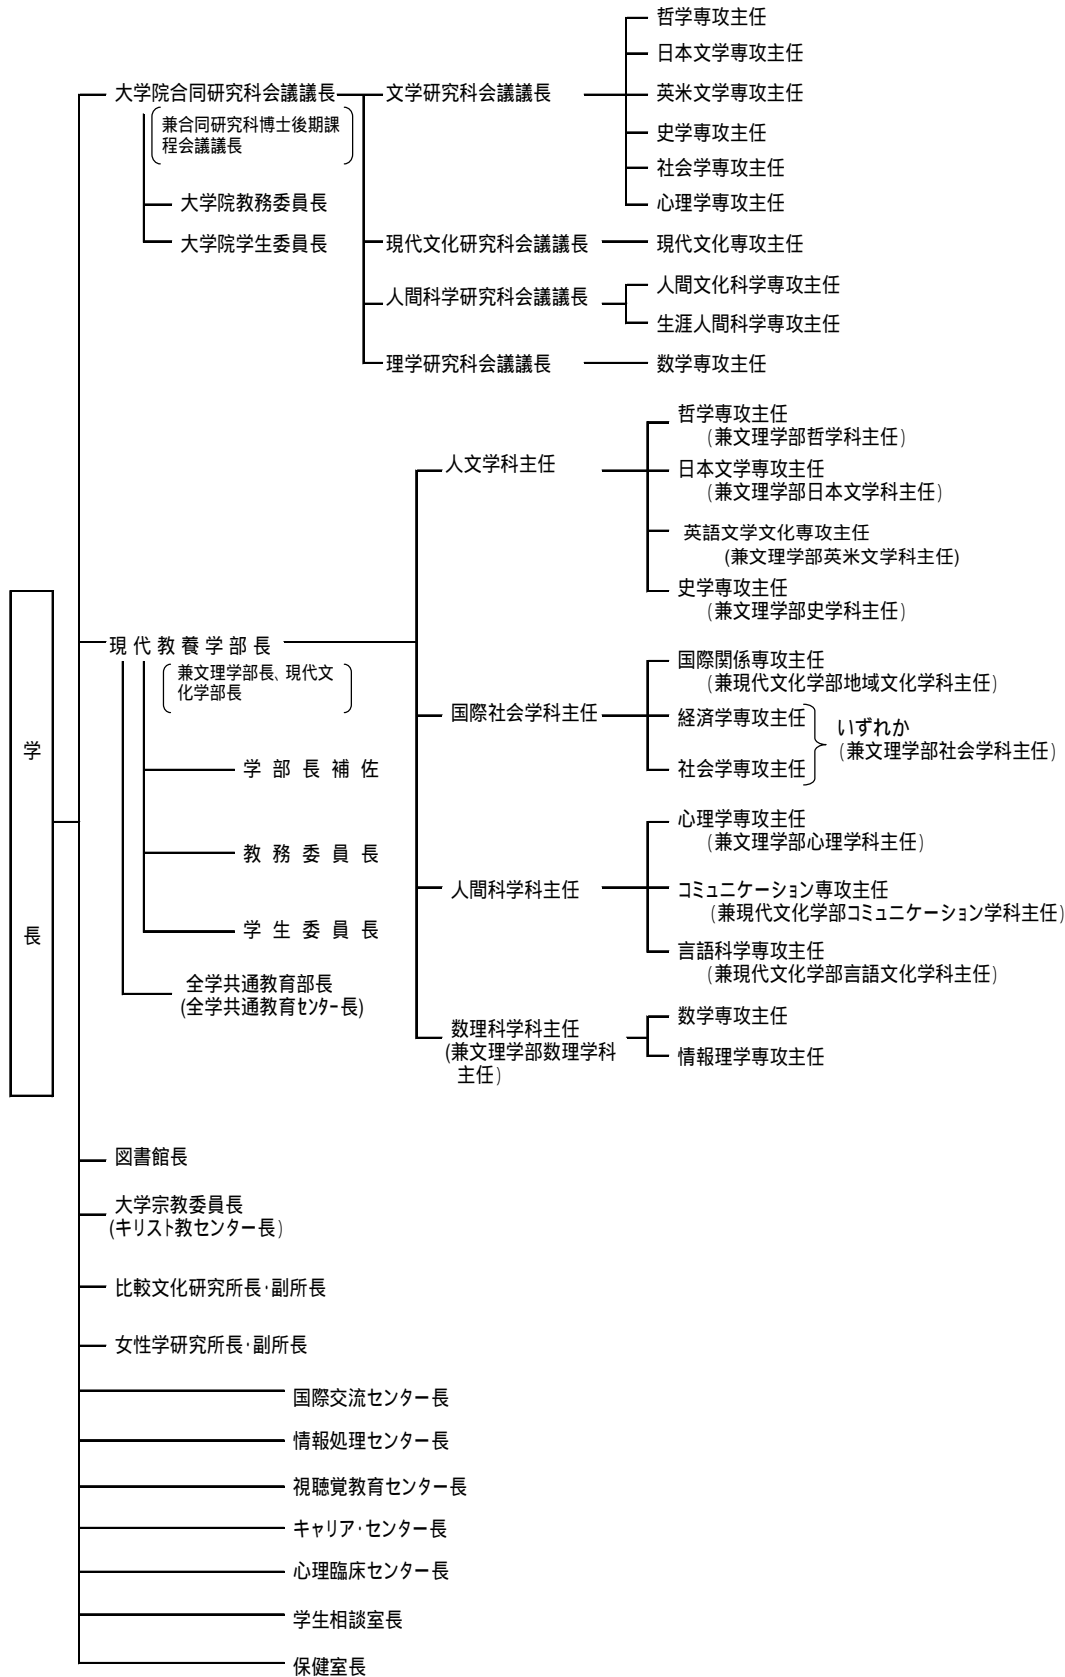 学長
大学院合同研究科会議議長
(兼合同研究科博士後期課
程会議議長)
大学院教務委員長
大学院学生委員長
文学研究科会議議長
哲学専攻主任
日本文学専攻主任
英米文学専攻主任
史学専攻主任
社会学専攻主任
心理学専攻主任
現代文化研究科会議議長
現代文化専攻主任
人間科学研究科会議議長
人間文化科学専攻主任
生涯人間科学専攻主任
理学研究科会議議長
数学専攻主任
現代教養学部長
(兼文理学部長、現代文
化学部長)
学部長補佐
教務委員長
学生委員長
全学共通教育部長
(全学共通教育センター長)
人文学科主任
哲学専攻主任
(兼文理学部哲学科主任)
日本文学専攻主任
(兼文理学部日本文学科主任)
英語文学文化専攻主任
(兼文理学部英米文学科主任)
史学専攻主任
(兼文理学部史学科主任)
国際社会学科主任
国際関係専攻主任
(兼現代文化学部地域文化学科主任)
経済学専攻主任
社会学専攻主任
いずれか
(兼文理学部社会学科主任)
人間科学科主任
心理学専攻主任
(兼文理学部心理学科主任)
コミュニケーション専攻主任
(兼現代文化学部コミュニケーション学科主任)
言語科学専攻主任
(兼現代文化学部言語文化学科主任)
数理科学科主任
(兼文理学部数理学科
主任)
数学専攻主任
情報理学専攻主任
図書館長
大学宗教委員長
(キリスト教センター長)
比較文化研究所長・副所長
女性学研究所長・副所長
国際交流センター長
情報処理センター長
視聴覚教育センター長
キャリア・センター長
心理臨床センター長
学生相談室長
保健室長